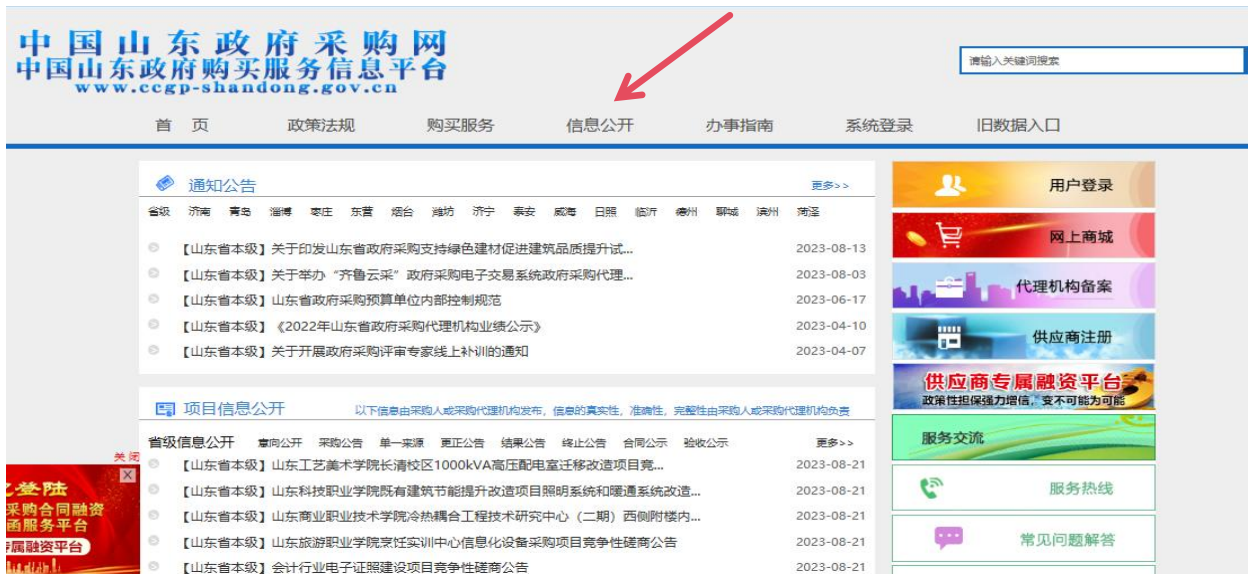 中国山东政府采购网
中国山东政府购买服务信息平台
www.ccgp-shandong.gov.cn
请输入关键词搜索
首 页 政策法规 购买服务 信息公开 办事指南 系统登录 旧数据入口
通知公告 更多>>
省级 济南 青岛 淄博 枣庄 东营 烟台 潍坊 济宁 泰安 威海 日照 临沂 德州 聊城 滨州 菏泽
【山东省本级】关于印发山东省政府采购支持绿色建材促进建筑品质提升试... 2023-08-13
【山东省本级】关于举办“齐鲁云采”政府采购电子交易系统政府采购代理... 2023-08-03
【山东省本级】山东省政府采购预算单位内部控制规范 2023-06-17
【山东省本级】《2022年山东省政府采购代理机构业绩公示》 2023-04-10
【山东省本级】关于开展政府采购评审专家线上补训的通知 2023-04-07
项目信息公开 以下信息由采购人或采购代理机构发布，信息的真实性，准确性，完整性由采购人或采购代理机构负责
省级信息公开 意向公开 采购公告 单一来源 更正公告 结果公告 终止公告 合同公示 验收公示 更多>>
【山东省本级】山东工艺美术学院长清校区1000kVA高压配电室迁移改造项目竞... 2023-08-21
【山东省本级】山东科技职业学院既有建筑节能提升改造项目照明系统和暖通系统改造... 2023-08-21
【山东省本级】山东商业职业技术学院冷热耦合工程技术研究中心（二期）西侧附楼内... 2023-08-21
【山东省本级】山东旅游职业学院烹饪实训中心信息化设备采购项目竞争性磋商公告 2023-08-21
【山东省本级】会计行业电子证照建设项目竞争性磋商公告 2023-08-21
用户登录
网上商城
代理机构备案
供应商注册
供应商专属融资平台
政策性担保强力增信，变不可能为可能
服务交流
服务热线
常见问题解答
关闭
登陆
采购合同融资
函服务平台
专属融资平台